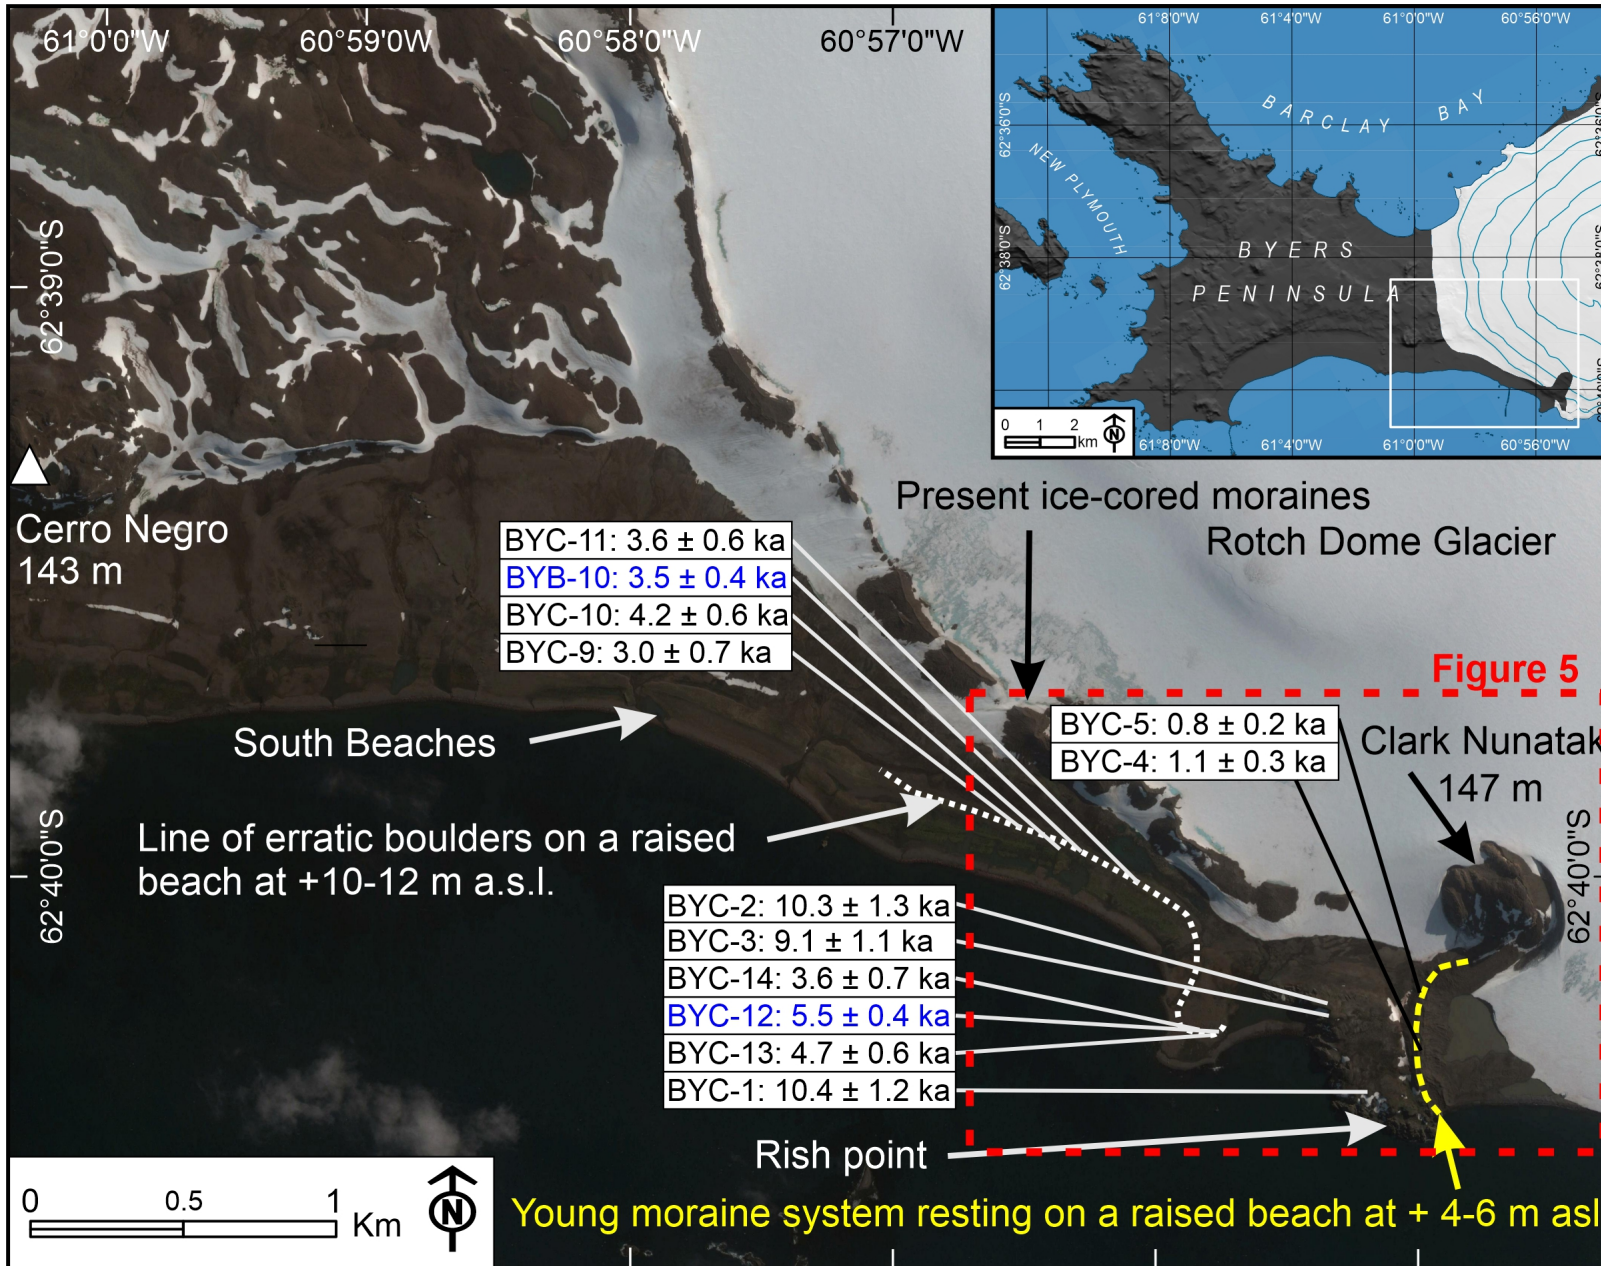 61°0'0"W
60°59'0W
60°58'0"W
60°57'0"W
62°39'0"S
62°40'0"S
62°40'0"S
Cerro Negro
143 m
BYC-11: 3.6 ± 0.6 ka
BYB-10: 3.5 ± 0.4 ka
BYC-10: 4.2 ± 0.6 ka
BYC-9: 3.0 ± 0.7 ka
Present ice-cored moraines
Rotch Dome Glacier
Figure 5
BYC-5: 0.8 ± 0.2 ka
BYC-4: 1.1 ± 0.3 ka
Clark Nunatak
147 m
South Beaches
Line of erratic boulders on a raised
beach at +10-12 m a.s.l.
BYC-2: 10.3 ± 1.3 ka
BYC-3: 9.1 ± 1.1 ka
BYC-14: 3.6 ± 0.7 ka
BYC-12: 5.5 ± 0.4 ka
BYC-13: 4.7 ± 0.6 ka
BYC-1: 10.4 ± 1.2 ka
Rish point
Young moraine system resting on a raised beach at + 4-6 m asl
0 0.5 1 Km
N
61°8'0"W
61°4'0"W
61°0'0"W
60°56'0"W
62°36'0"S
62°38'0"S
62°38'0"S
BARCLAY BAY
NEW PLYMOUTH
BYERS
PENINSULA
0 1 2 km
N
61°8'0"W
61°4'0"W
61°0'0"W
60°56'0"W